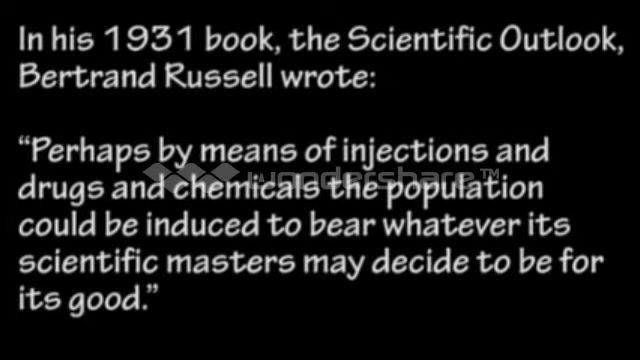 In his 1931 book, the Scientific Outlook,
Bertrand Russell wrote:
“Perhaps by means of injections and
drugs and chemicals the population
could be induced to bear whatever its
scientific masters may decide to be for
its good.”
wondershare™